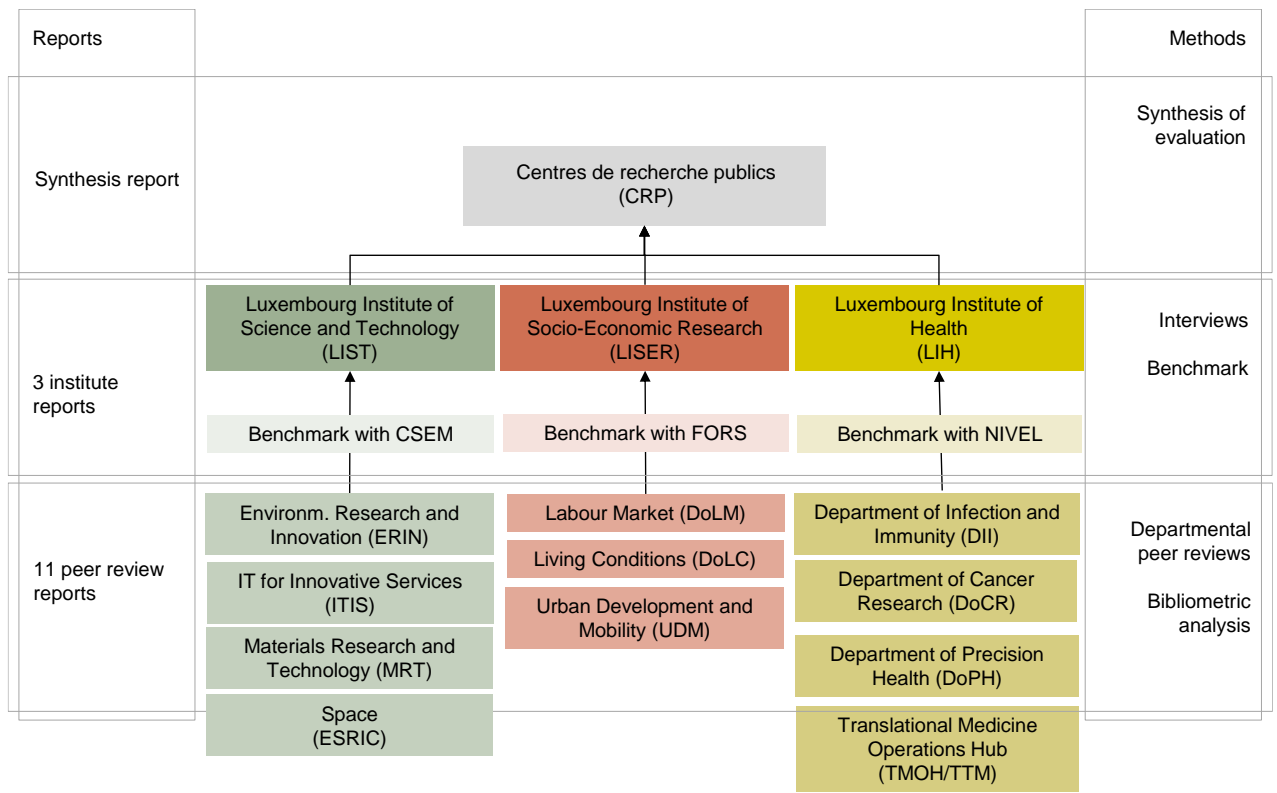 Reports
Methods
Synthesis of
evaluation
Synthesis report
Centres de recherche publics
(CRP)
3 institute
reports
Luxembourg Institute of
Science and Technology
(LIST)
Luxembourg Institute of
Socio-Economic Research
(LISER)
Luxembourg Institute of
Health
(LIH)
Interviews
Benchmark
Benchmark with CSEM
Benchmark with FORS
Benchmark with NIVEL
11 peer review
reports
Environm. Research and
Innovation (ERIN)
IT for Innovative Services
(ITIS)
Materials Research and
Technology (MRT)
Space
(ESRIC)
Labour Market (DoLM)
Living Conditions (DoLC)
Urban Development and
Mobility (UDM)
Department of Infection and
Immunity (DII)
Department of Cancer
Research (DoCR)
Department of Precision
Health (DoPH)
Translational Medicine
Operations Hub
(TMOH/TTM)
Departmental
peer reviews
Bibliometric
analysis